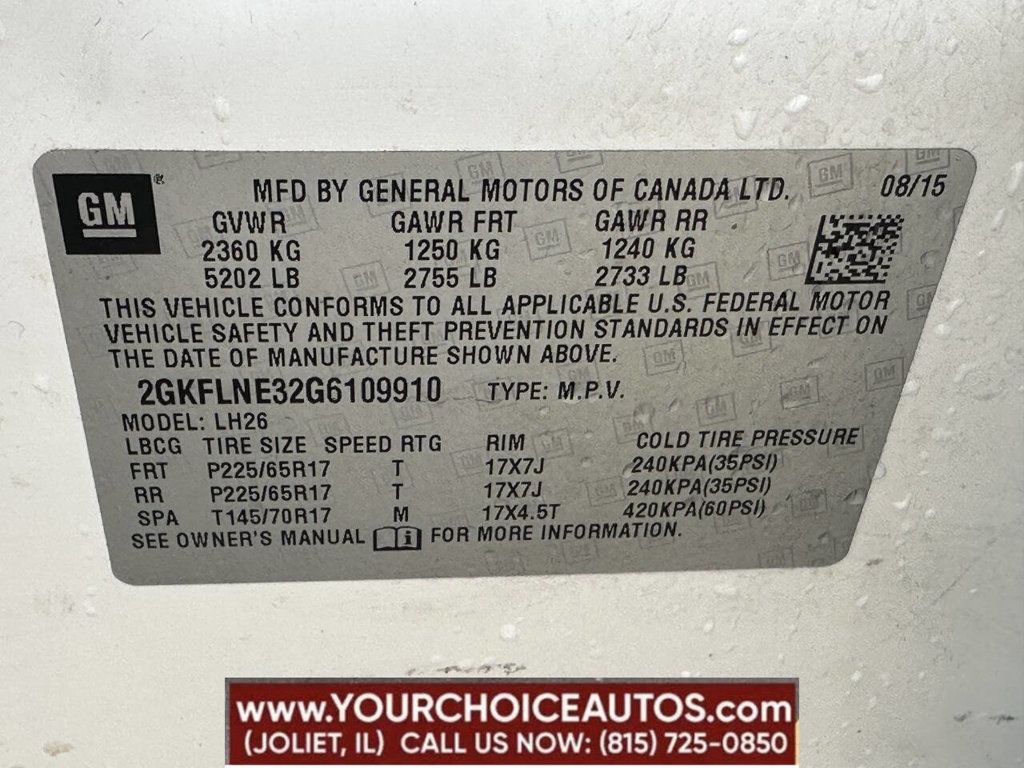 GM ® MFD BY GENERAL MOTORS OF CANADA LTD. 08/15
GVWR GAWR FRT GAWR RR
2360 KG 1250 KG 1240 KG
5202 LB 2755 LB 2733 LB
THIS VEHICLE CONFORMS TO ALL APPLICABLE U.S. FEDERAL MOTOR
VEHICLE SAFETY AND THEFT PREVENTION STANDARDS IN EFFECT ON
THE DATE OF MANUFACTURE SHOWN ABOVE.
2GKFLNE32G6109910 TYPE: M.P.V.
MODEL: LH26
LBCG TIRE SIZE SPEED RTG RIM COLD TIRE PRESSURE
FRT P225/65R17 T 17X7J 240KPA(35PSI)
RR P225/65R17 T 17X7J 240KPA(35PSI)
SPA T145/70R17 M 17X4.5T 420KPA(60PSI)
SEE OWNER'S MANUAL i FOR MORE INFORMATION.
www.YOURCHOICEAUTOS.com
(JOLIET, IL) CALL US NOW: (815) 725-0850